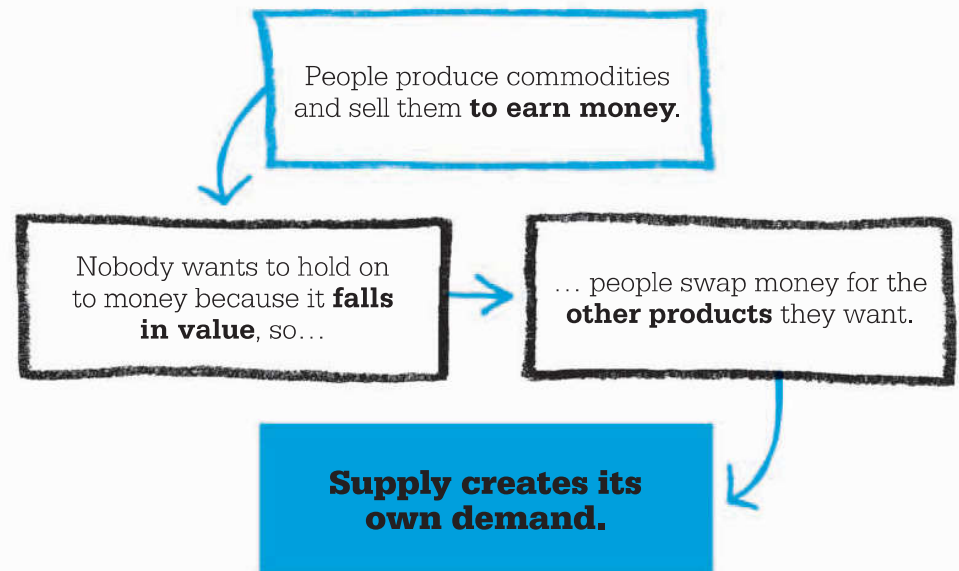 People produce commodities
and sell them to earn money.
Nobody wants to hold on
to money because it falls
in value, so…
… people swap money for the
other products they want.
Supply creates its
own demand.